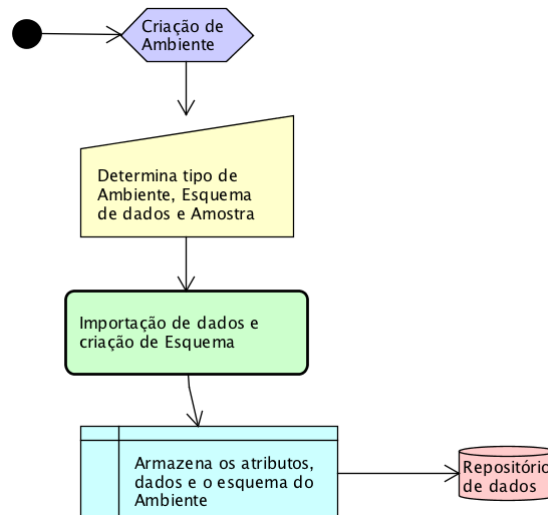 Criação de
Ambiente
Determina tipo de
Ambiente, Esquema
de dados e Amostra
Importação de dados e
criação de Esquema
Armazena os atributos,
dados e o esquema do
Ambiente
Repositório
de dados